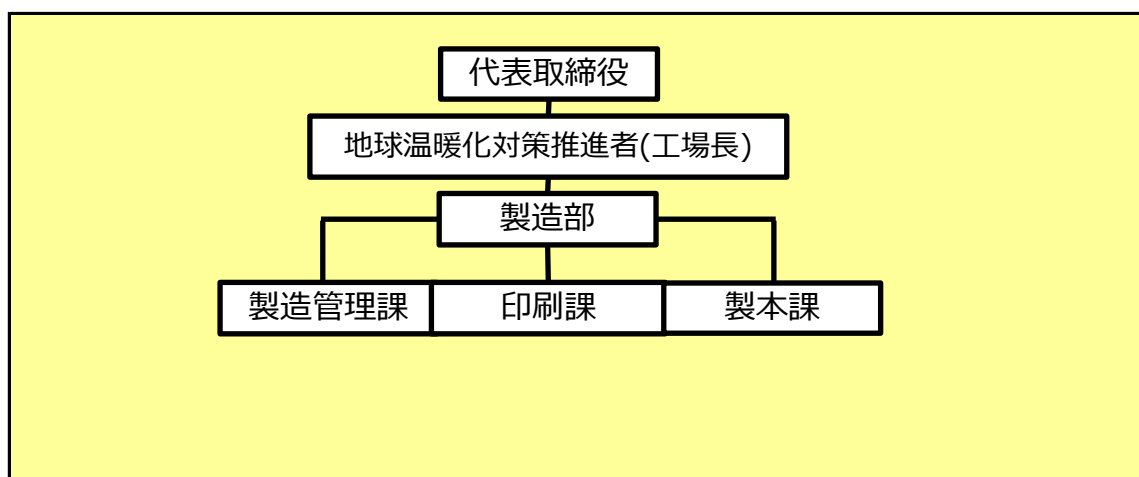 代表取締役
地球温暖化対策推進者(工場長)
製造部
製造管理課
印刷課
製本課